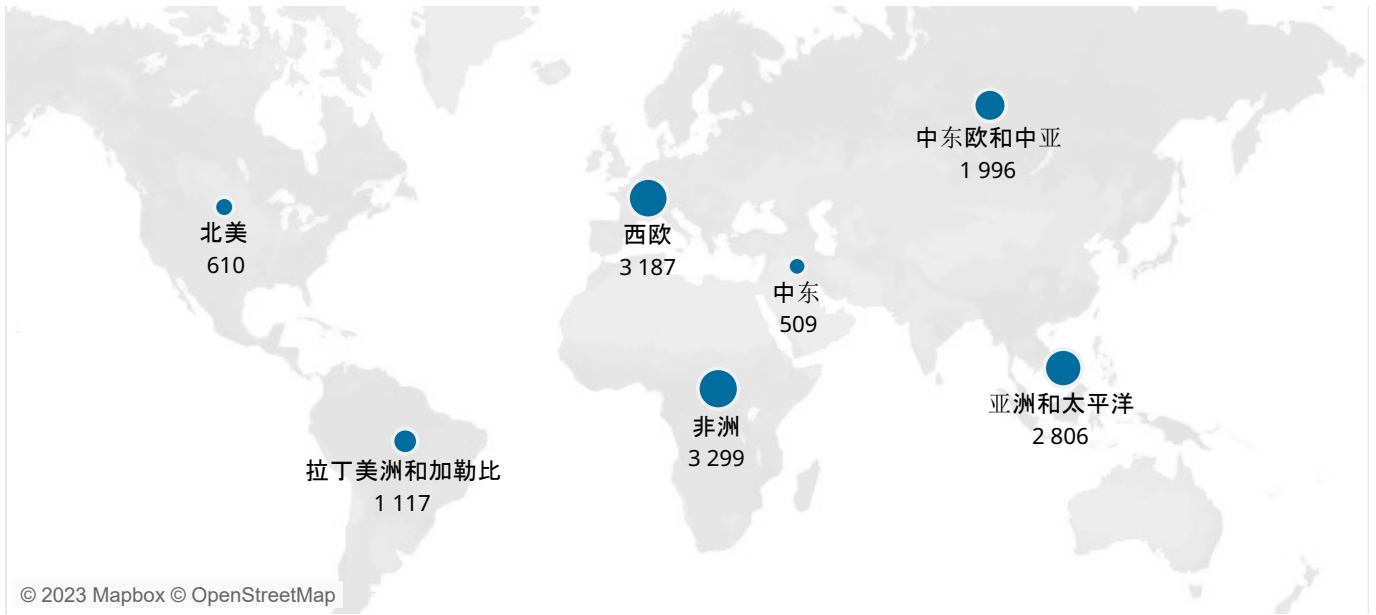 中东欧和中亚
1 996
北美
610
西欧
3 187
中东
509
亚洲和太平洋
2 806
非洲
3 299
拉丁美洲和加勒比
1 117
© 2023 Mapbox © OpenStreetMap